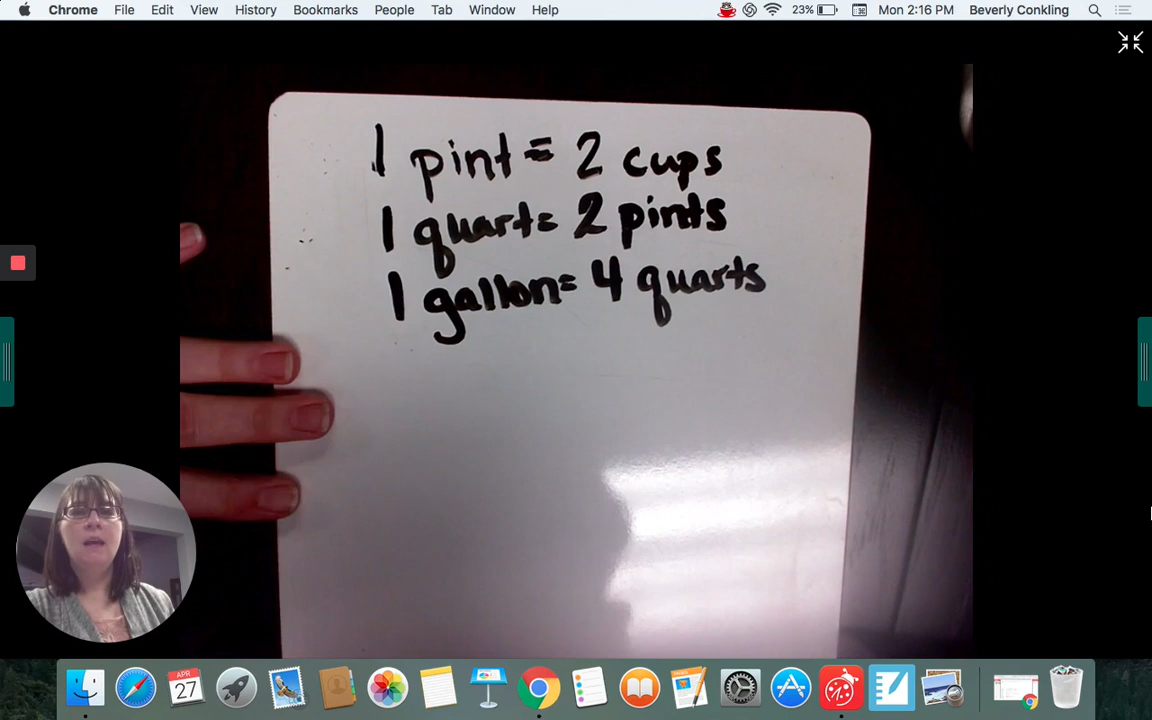 Chrome File Edit View History Bookmarks People Tab Window Help 23% Mon 2:16 PM Beverly Conkling
1 pint = 2 cups
1 quart = 2 pints
1 gallon = 4 quarts
APR
27